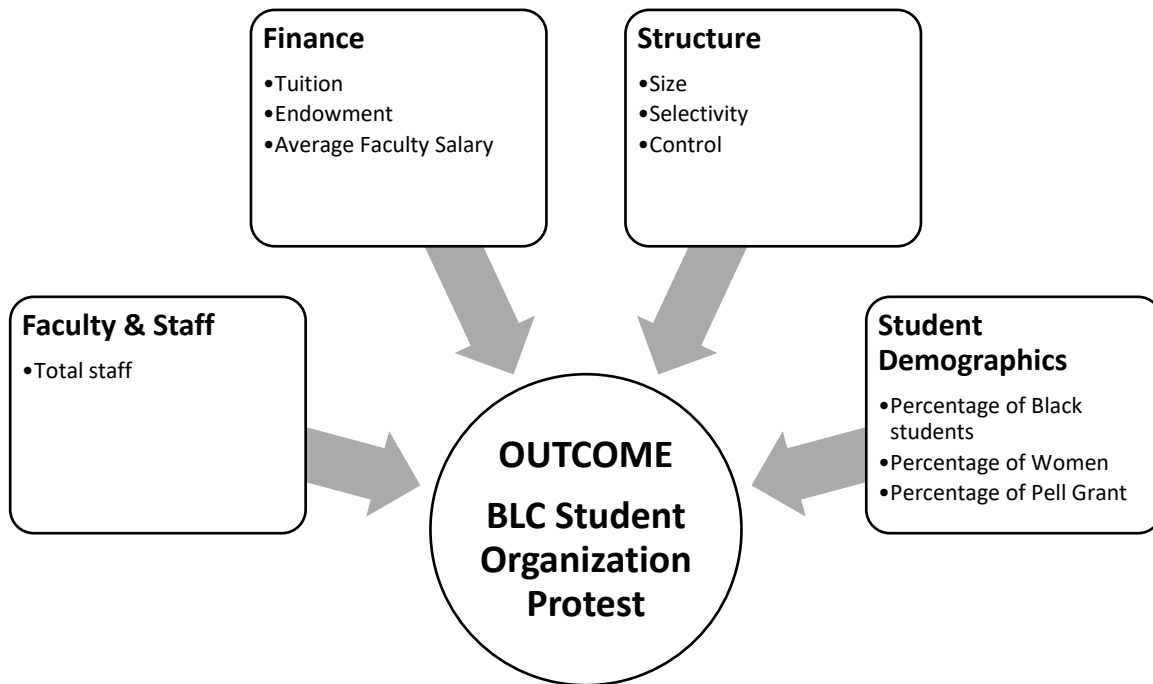 Finance
•Tuition
•Endowment
•Average Faculty Salary
Structure
•Size
•Selectivity
•Control
Faculty & Staff
•Total staff
Student
Demographics
•Percentage of Black
students
•Percentage of Women
•Percentage of Pell Grant
OUTCOME
BLC Student
Organization
Protest